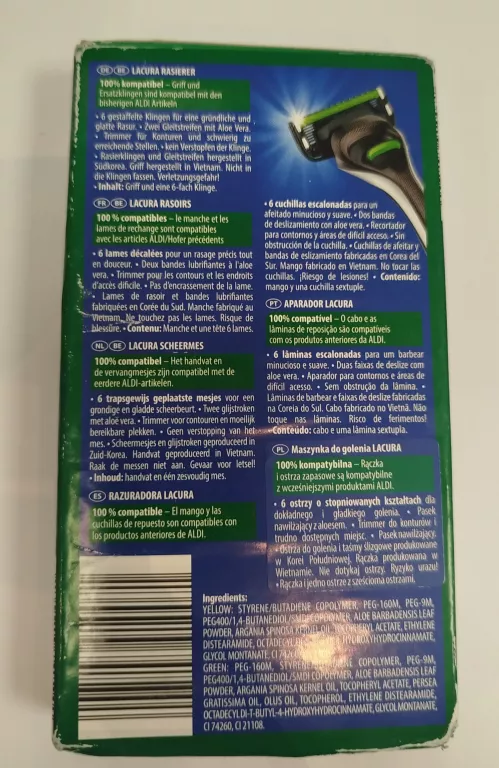 DE BE LACURA RASIERER
100% kompatibel – Griff und
Ersatzklingen sind kompatibel mit den
bisherigen ALDI Artikeln
• 6 gestaffelte Klingen für eine gründliche und
glatte Rasur. • Zwei Gleitstreifen mit Aloe Vera.
• Trimmer für Konturen und schwierig zu
erreichende Stellen. • kein Verstopfen der Klinge.
• Rasierklingen und Gleitstreifen hergestellt in
Südkorea. Griff hergestellt in Vietnam. Nicht in
die Klingen fassen. Verletzungsgefahr!
• Inhalt: Griff und eine 6-fach Klinge.
FR BE LACURA RASOIRS
100 % compatibles – le manche et les
lames de rechange sont compatibles
avec les articles ALDI/Hofer précédents
• 6 lames décalées pour un rasage précis tout
en douceur. • Deux bandes lubrifiantes à l'aloe
vera. • Trimmer pour les contours et les endroits
d'accès difficile. • Pas d'encrassement de la lame.
• Lames de rasoir et bandes lubrifiantes
fabriquées en Corée du Sud. Manche fabriqué au
Vietnam. Ne touchez pas les lames. Risque de
blessure. • Contenu: Manche et une tête 6 lames.
NL BE LACURA SCHEERMES
100% compatibel – Het handvat en
de vervangmesjes zijn compatibel met de
eerdere ALDI-artikelen.
• 6 trapsgewijs geplaatste mesjes voor een
grondige en gladde scheerbeurt. • Twee glijstroken
met aloë vera. • Trimmer voor contouren en moeilijk
bereikbare plekken. • Geen verstopping van het
mes. • Scheermesjes en glijstroken geproduceerd in
Zuid-Korea. Handvat geproduceerd in Vietnam.
Raak de messen niet aan. Gevaar voor letsel!
• Inhoud: handvat en één zesvoudig mes.
ES RAZURADORA LACURA
100 % compatible – El mango y las
cuchillas de repuesto son compatibles con
los productos anteriores de ALDI.
• 6 cuchillas escalonadas para un
afeitado minucioso y suave. • Dos bandas
de deslizamiento con aloe vera. • Recortador
para contornos y áreas de difícil acceso. • Sin
obstrucción de la cuchilla. • Cuchillas de afeitar y
bandas de eslizamiento fabricadas en Corea del
Sur. Mango fabricado en Vietnam. No tocar las
cuchillas. ¡Riesgo de lesiones! • Contenido:
mango y una cuchilla sextuple.
PT APARADOR LACURA
100% compatível – O cabo e as
lâminas de reposição são compatíveis
com os produtos anteriores da ALDI.
• 6 lâminas escalonadas para um barbear
minucioso e suave. • Duas faixas de deslize com
aloe vera. • Aparador para contornos e áreas de
difícil acesso. • Sem obstrução da lâmina. •
Lâminas de barbear e faixas de deslize fabricadas
na Coreia do Sul. Cabo fabricado no Vietnã. Não
toque nas lâminas. Risco de ferimentos!
•Conteúdo: cabo e uma lâmina sextupla.
PL Maszynka do golenia LACURA
100% kompatybilna – Rączka
i ostrza zapasowe są kompatybilne
z wcześniejszymi produktami ALDI.
• 6 ostrzy o stopniowanych kształtach dla
dokładnego i gładkiego golenia. • Pasek
nawilżający z aloesem. • Trimmer do konturów i
trudno dostępnych miejsc. • Pasek nawilżający.
• Ostrza do golenia i taśmy ślizgowe produkowane
w Korei Południowej. Rączka produkowana w
Wietnamie. Nie dotykaj ostrzy. Ryzyko urazu!
• Rączka i jedno ostrze z sześcioma ostrzami.
Ingredients:
YELLOW: STYRENE/BUTADIENE COPOLYMER, PEG-160M, PEG-9M,
PEG400/1,4-BUTANEDIOL/SMDI COPOLYMER, ALOE BARBADENSIS LEAF
POWDER, ARGANIA SPINOSA KERNEL OIL, TOCOPHERYL ACETATE, ETHYLENE
DISTEARAMIDE, HYDROXYHYDROCINNAMATE,
GLYCOL MONTANATE,
GREEN: PEG-160M, STYRENE COPOLYMER, PEG-9M,
PEG400/1,4-BUTANEDIOL/SMDI COPOLYMER, ALOE BARBADENSIS LEAF
POWDER, ARGANIA SPINOSA KERNEL OIL, TOCOPHERYL ACETATE, PERSEA
GRATISSIMA OIL, OLUS OIL, TOCOPHEROL, ETHYLENE DISTEARAMIDE,
OCTADECYLDI-T-BUTYL-4-HYDROXYHYDROCINNAMATE, GLYCOL MONTANATE,
CI 74260, CI 21108.